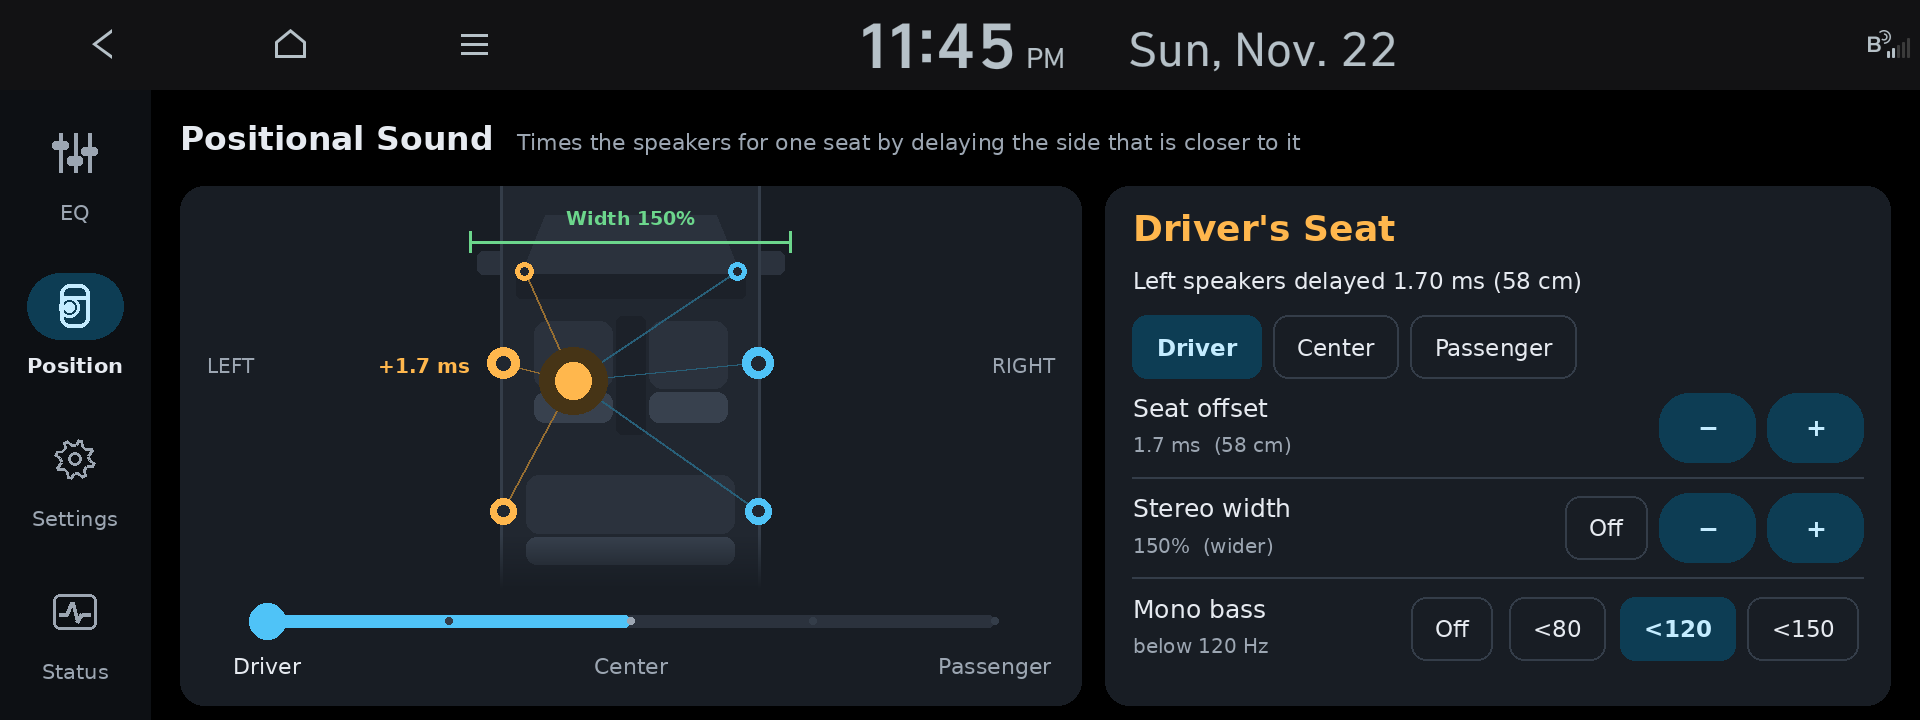 11:45 PM
Sun, Nov. 22
B
EQ
Position
Settings
Status
Positional Sound
Times the speakers for one seat by delaying the side that is closer to it
Width 150%
LEFT
+1.7 ms
RIGHT
Driver
Center
Passenger
Driver's Seat
Left speakers delayed 1.70 ms (58 cm)
Driver
Center
Passenger
Seat offset
1.7 ms (58 cm)
−
+
Stereo width
150% (wider)
Off
−
+
Mono bass
below 120 Hz
Off
<80
<120
<150